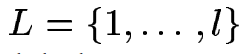 L = {1, . . . , l}